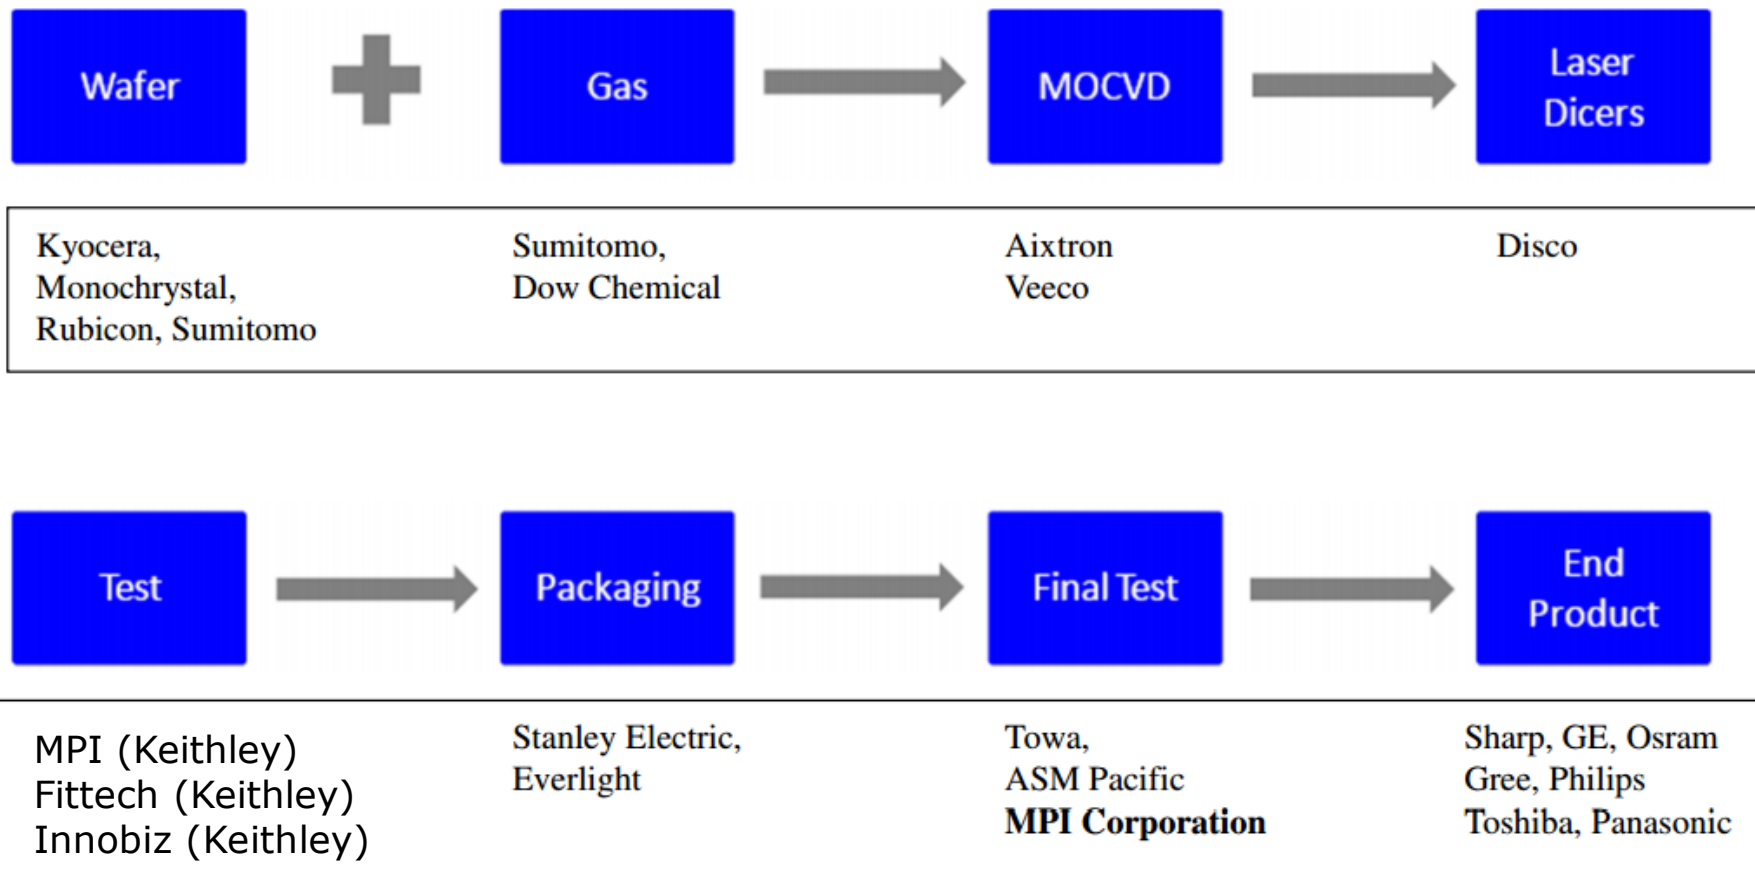 Wafer
Gas
MOCVD
Laser
Dicers
Kyocera,
Monochrystal,
Rubicon, Sumitomo
Sumitomo,
Dow Chemical
Aixtron
Veeco
Disco
Test
Packaging
Final Test
End
Product
MPI (Keithley)
Fittech (Keithley)
Innobiz (Keithley)
Stanley Electric,
Everlight
Towa,
ASM Pacific
MPI Corporation
Sharp, GE, Osram
Gree, Philips
Toshiba, Panasonic